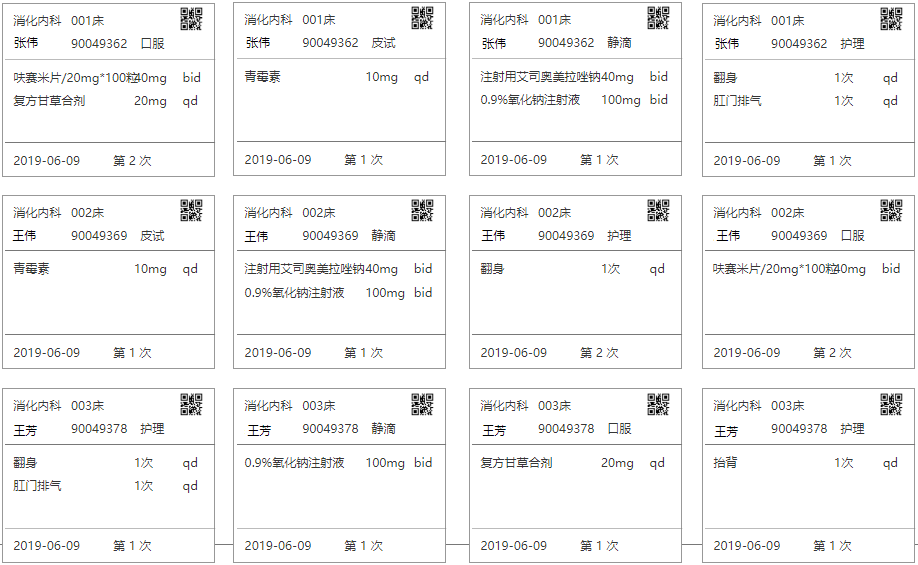 消化内科 001床
张伟 90049362 口服
呋赛米片/20mg*100粒40mg bid
复方甘草合剂 20mg qd
2019-06-09 第 2 次
消化内科 001床
张伟 90049362 皮试
青霉素 10mg qd
2019-06-09 第 1 次
消化内科 001床
张伟 90049362 静滴
注射用艾司奥美拉唑钠40mg bid
0.9%氧化钠注射液 100mg bid
2019-06-09 第 1 次
消化内科 001床
张伟 90049362 护理
翻身 1次 qd
肛门排气 1次 qd
2019-06-09 第 1 次
消化内科 002床
王伟 90049369 皮试
青霉素 10mg qd
2019-06-09 第 1 次
消化内科 002床
王伟 90049369 静滴
注射用艾司奥美拉唑钠40mg bid
0.9%氧化钠注射液 100mg bid
2019-06-09 第 1 次
消化内科 002床
王伟 90049369 护理
翻身 1次 qd
2019-06-09 第 2 次
消化内科 002床
王伟 90049369 口服
呋赛米片/20mg*100粒40mg bid
2019-06-09 第 2 次
消化内科 003床
王芳 90049378 护理
翻身 1次 qd
肛门排气 1次 qd
2019-06-09 第 1 次
消化内科 003床
王芳 90049378 静滴
0.9%氧化钠注射液 100mg bid
2019-06-09 第 1 次
消化内科 003床
王芳 90049378 口服
复方甘草合剂 20mg qd
2019-06-09 第 1 次
消化内科 003床
王芳 90049378 护理
抬背 1次 qd
2019-06-09 第 1 次